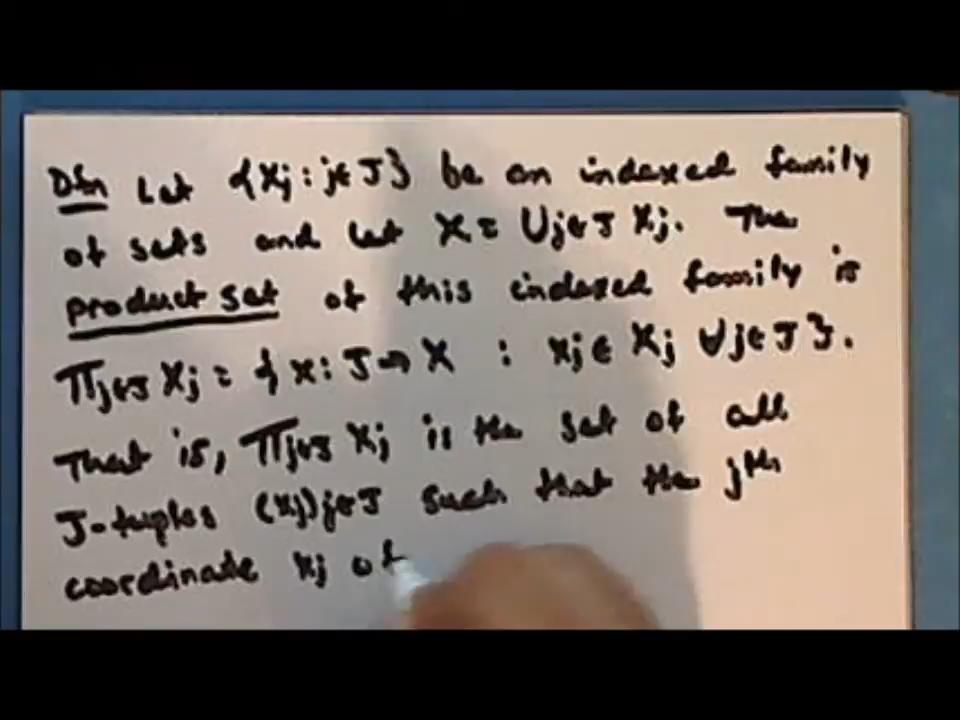 Dfn Let {Xj : j∈J} be an indexed family
of sets and let X = ∪j∈J Xj. The
product set of this indexed family is
∏j∈J Xj = { x : J → X : xj ∈ Xj ∀j∈J }.
That is, ∏j∈J Xj is the set of all
J-tuples (xj)j∈J such that the jth
coordinate xj of